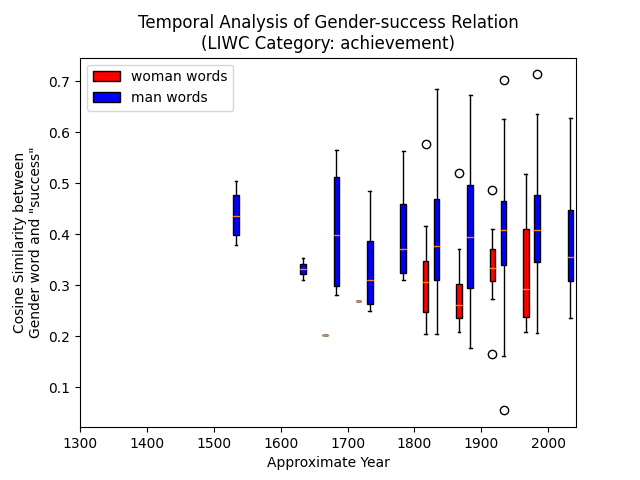 Temporal Analysis of Gender-success Relation
(LIWC Category: achievement)
woman words
man words
Cosine Similarity between
Gender word and "success"
0.7
0.6
0.5
0.4
0.3
0.2
0.1
1300 1400 1500 1600 1700 1800 1900 2000
Approximate Year